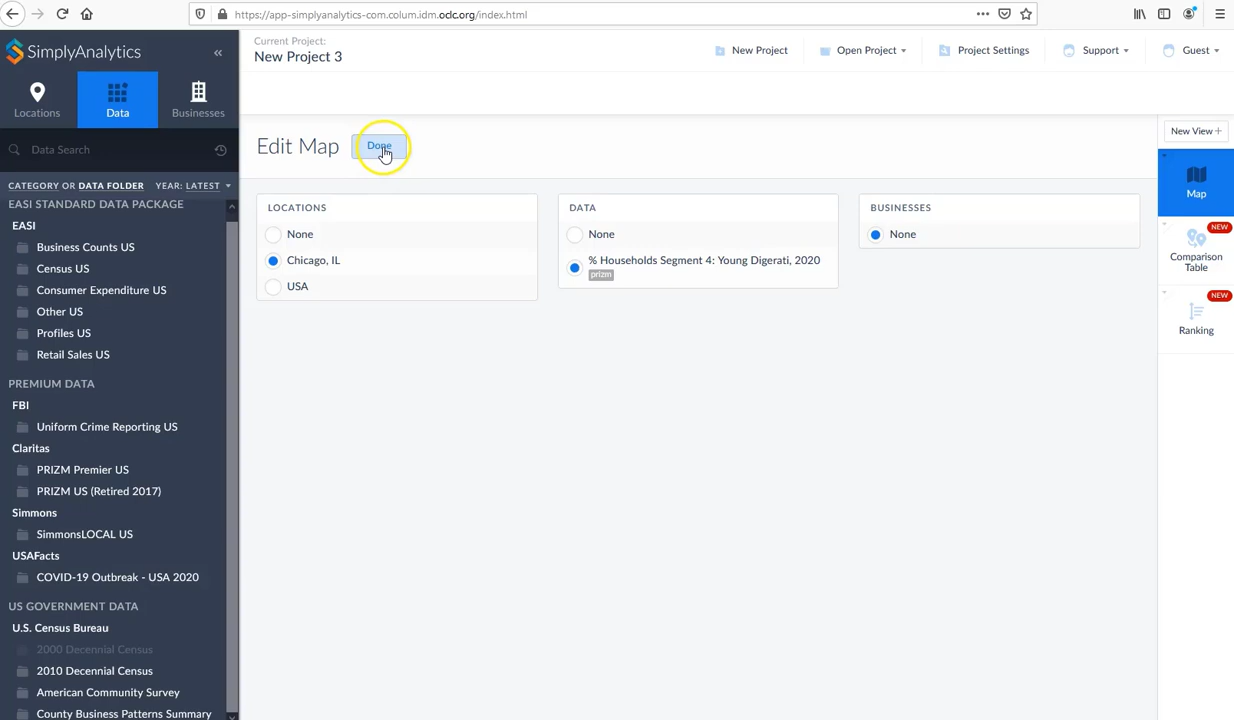 https://app-simplyanalytics-com.colum.idm.oclc.org/index.html
SimplyAnalytics
«
Current Project:
New Project 3
New Project
Open Project
Project Settings
Support
Guest
Locations
Data
Businesses
Data Search
CATEGORY OR DATA FOLDER
YEAR: LATEST
EASI STANDARD DATA PACKAGE
EASI
Business Counts US
Census US
Consumer Expenditure US
Other US
Profiles US
Retail Sales US
PREMIUM DATA
FBI
Uniform Crime Reporting US
Claritas
PRIZM Premier US
PRIZM US (Retired 2017)
Simmons
SimmonsLOCAL US
USAFacts
COVID-19 Outbreak - USA 2020
US GOVERNMENT DATA
U.S. Census Bureau
2000 Decennial Census
2010 Decennial Census
American Community Survey
County Business Patterns Summary
Edit Map
Done
LOCATIONS
None
Chicago, IL
USA
DATA
None
% Households Segment 4: Young Digerati, 2020
prizm
BUSINESSES
None
New View +
Map
NEW
Comparison
Table
NEW
Ranking